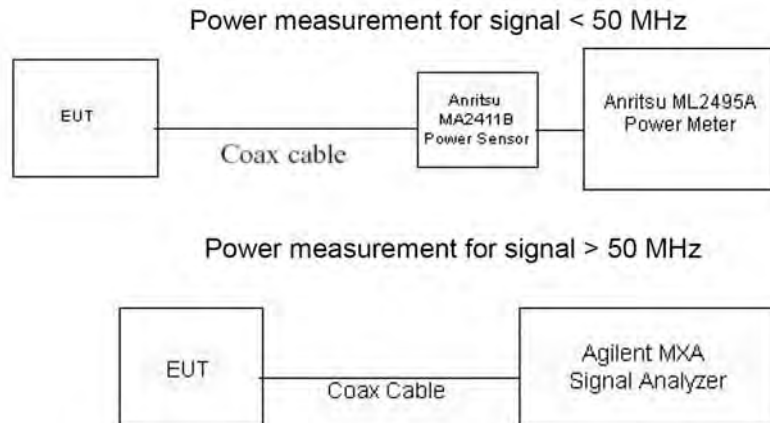 Power measurement for signal < 50 MHz
EUT
Coax cable
Anritsu
MA2411B
Power Sensor
Anritsu ML2495A
Power Meter
Power measurement for signal > 50 MHz
EUT
Coax Cable
Agilent MXA
Signal Analyzer